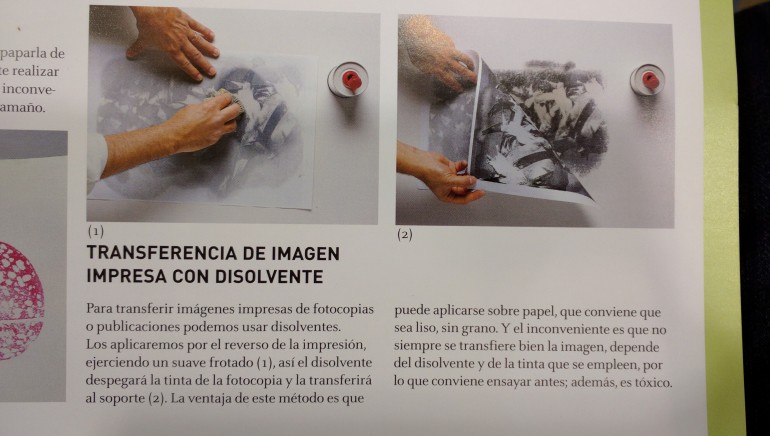 paparla de
te realizar
inconve-
amaño.
(1)
(2)
TRANSFERENCIA DE IMAGEN
IMPRESA CON DISOLVENTE
Para transferir imágenes impresas de fotocopias
o publicaciones podemos usar disolventes.
Los aplicaremos por el reverso de la impresión,
ejerciendo un suave frotado (1), así el disolvente
despegará la tinta de la fotocopia y la transferirá
al soporte (2). La ventaja de este método es que
puede aplicarse sobre papel, que conviene que
sea liso, sin grano. Y el inconveniente es que no
siempre se transfiere bien la imagen, depende
del disolvente y de la tinta que se empleen, por
lo que conviene ensayar antes; además, es tóxico.